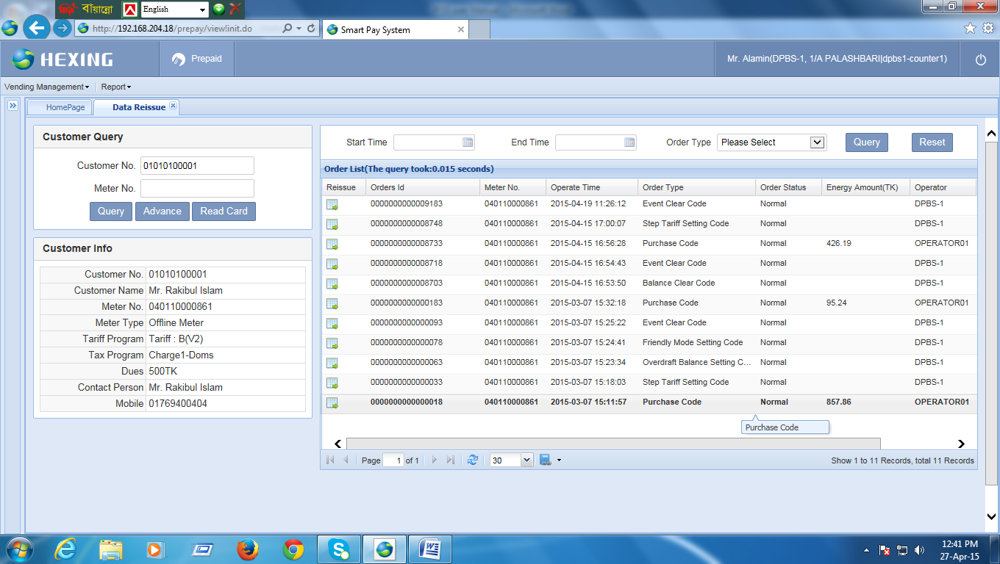 বায়ান্নো English
http://192.168.204.18/prepay/view!init.do Smart Pay System
HEXING Prepaid Mr. Alamin(DPBS-1, 1/A PALASHBARI|dpbs1-counter1)
Vending Management Report
HomePage Data Reissue
Customer Query
Customer No. 01010100001
Meter No.
Query Advance Read Card
Customer Info
Customer No. 01010100001
Customer Name Mr. Rakibul Islam
Meter No. 040110000861
Meter Type Offline Meter
Tariff Program Tariff : B(V2)
Tax Program Charge1-Doms
Dues 500TK
Contact Person Mr. Rakibul Islam
Mobile 01769400404
Start Time End Time Order Type Please Select Query Reset
Order List(The query took:0.015 seconds)
Reissue Orders Id Meter No. Operate Time Order Type Order Status Energy Amount(TK) Operator
0000000000009183 040110000861 2015-04-19 11:26:12 Event Clear Code Normal DPBS-1
0000000000008748 040110000861 2015-04-15 17:00:07 Step Tariff Setting Code Normal DPBS-1
0000000000008733 040110000861 2015-04-15 16:56:28 Purchase Code Normal 426.19 OPERATOR01
0000000000008718 040110000861 2015-04-15 16:54:43 Event Clear Code Normal DPBS-1
0000000000008703 040110000861 2015-04-15 16:53:50 Balance Clear Code Normal DPBS-1
0000000000000183 040110000861 2015-03-07 15:32:18 Purchase Code Normal 95.24 OPERATOR01
0000000000000093 040110000861 2015-03-07 15:25:22 Event Clear Code Normal DPBS-1
0000000000000078 040110000861 2015-03-07 15:24:41 Friendly Mode Setting Code Normal DPBS-1
0000000000000063 040110000861 2015-03-07 15:23:34 Overdraft Balance Setting C... Normal DPBS-1
0000000000000033 040110000861 2015-03-07 15:18:03 Step Tariff Setting Code Normal DPBS-1
0000000000000018 040110000861 2015-03-07 15:11:57 Purchase Code Normal 857.86 OPERATOR01
Purchase Code
Page 1 of 1 30 Show 1 to 11 Records, total 11 Records
12:41 PM
27-Apr-15